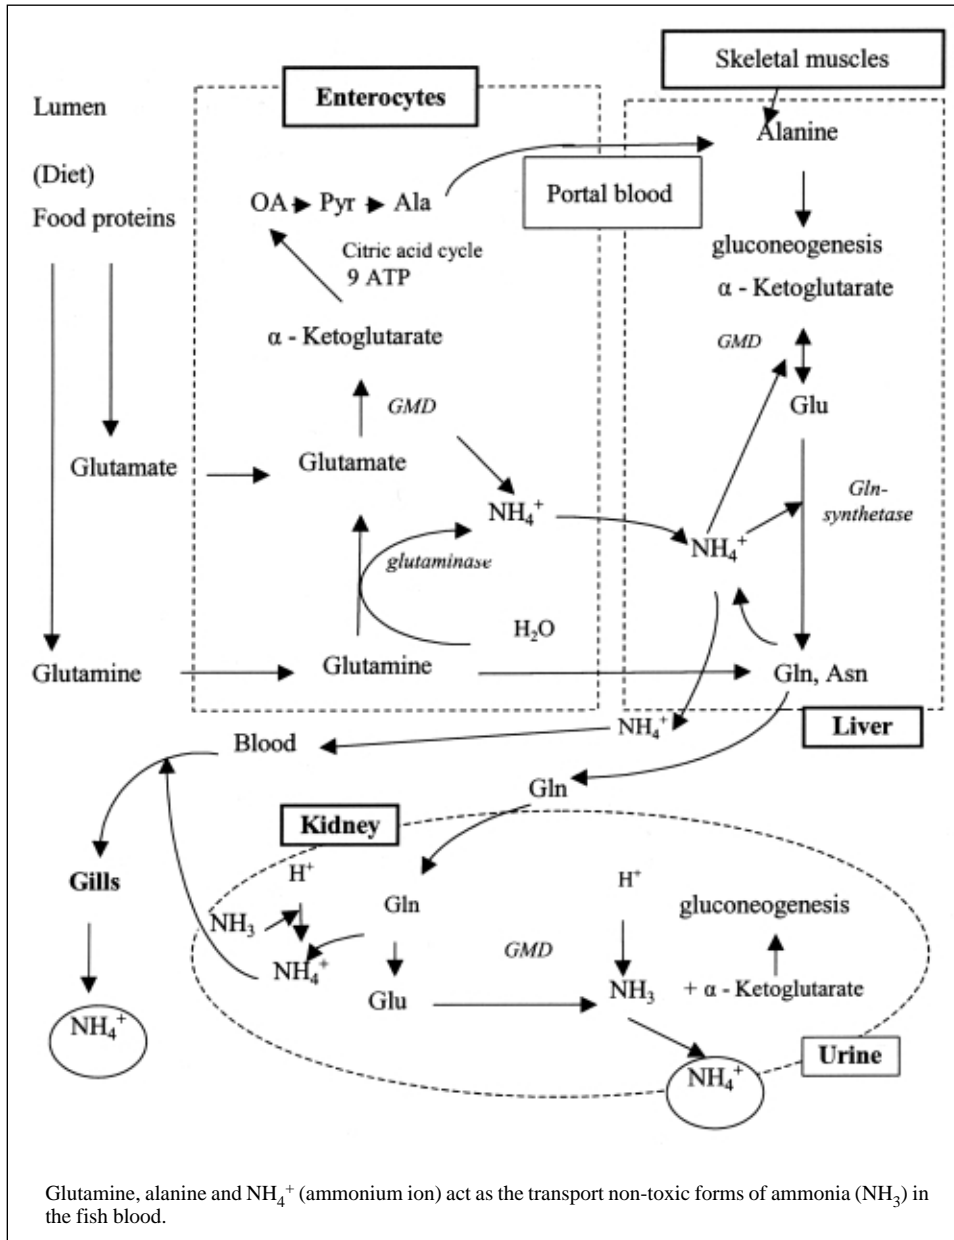 Skeletal muscles
Enterocytes
Lumen
Alanine
(Diet)
Portal blood
OA Pyr Ala
Food proteins
gluconeogenesis
Citric acid cycle
9 ATP
α - Ketoglutarate
α - Ketoglutarate
GMD
GMD
Glu
Glutamate
Glutamate
NH₄⁺
Gln-
synthetase
NH₄⁺
glutaminase
H₂O
Glutamine
Glutamine
Gln, Asn
NH₄⁺
Liver
Blood
Gln
Kidney
H⁺
H⁺
Gills
Gln
gluconeogenesis
NH₃
GMD
NH₄⁺
Glu
NH₃ + α - Ketoglutarate
NH₄⁺
Urine
NH₄⁺
Glutamine, alanine and NH₄⁺ (ammonium ion) act as the transport non-toxic forms of ammonia (NH₃) in
the fish blood.